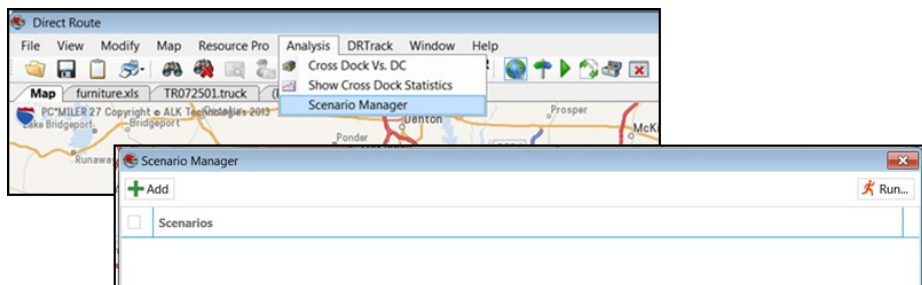 Direct Route
File View Modify Map Resource Pro Analysis DRTrack Window Help
Cross Dock Vs. DC
Show Cross Dock Statistics
Scenario Manager
Map furniture.xls TR072501.truck
PC*MILER 27 Copyright © ALK Technologies 2013
Lake Bridgeport
Bridgeport
Denton
Prosper
Ponder
Runaway
Scenario Manager
Add
Run...
Scenarios